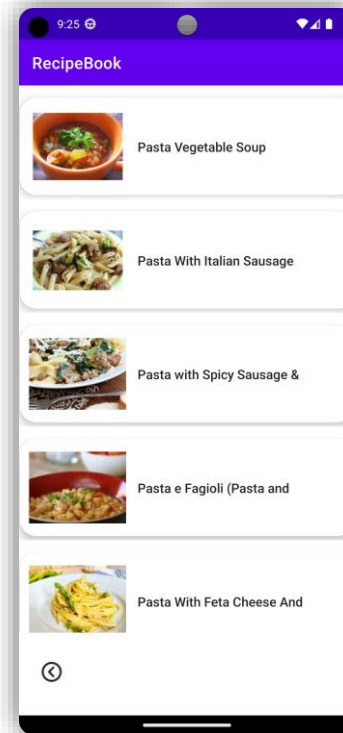 9:25
RecipeBook
Pasta Vegetable Soup
Pasta With Italian Sausage
Pasta with Spicy Sausage &
Pasta e Fagioli (Pasta and
Pasta With Feta Cheese And